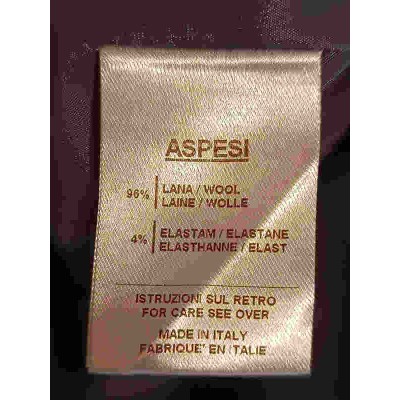 ASPESI
96% LANA / WOOL
LAINE / WOLLE
4% ELASTAM / ELASTANE
ELASTHANNE / ELAST
ISTRUZIONI SUL RETRO
FOR CARE SEE OVER
MADE IN ITALY
FABRIQUE' EN ITALIE